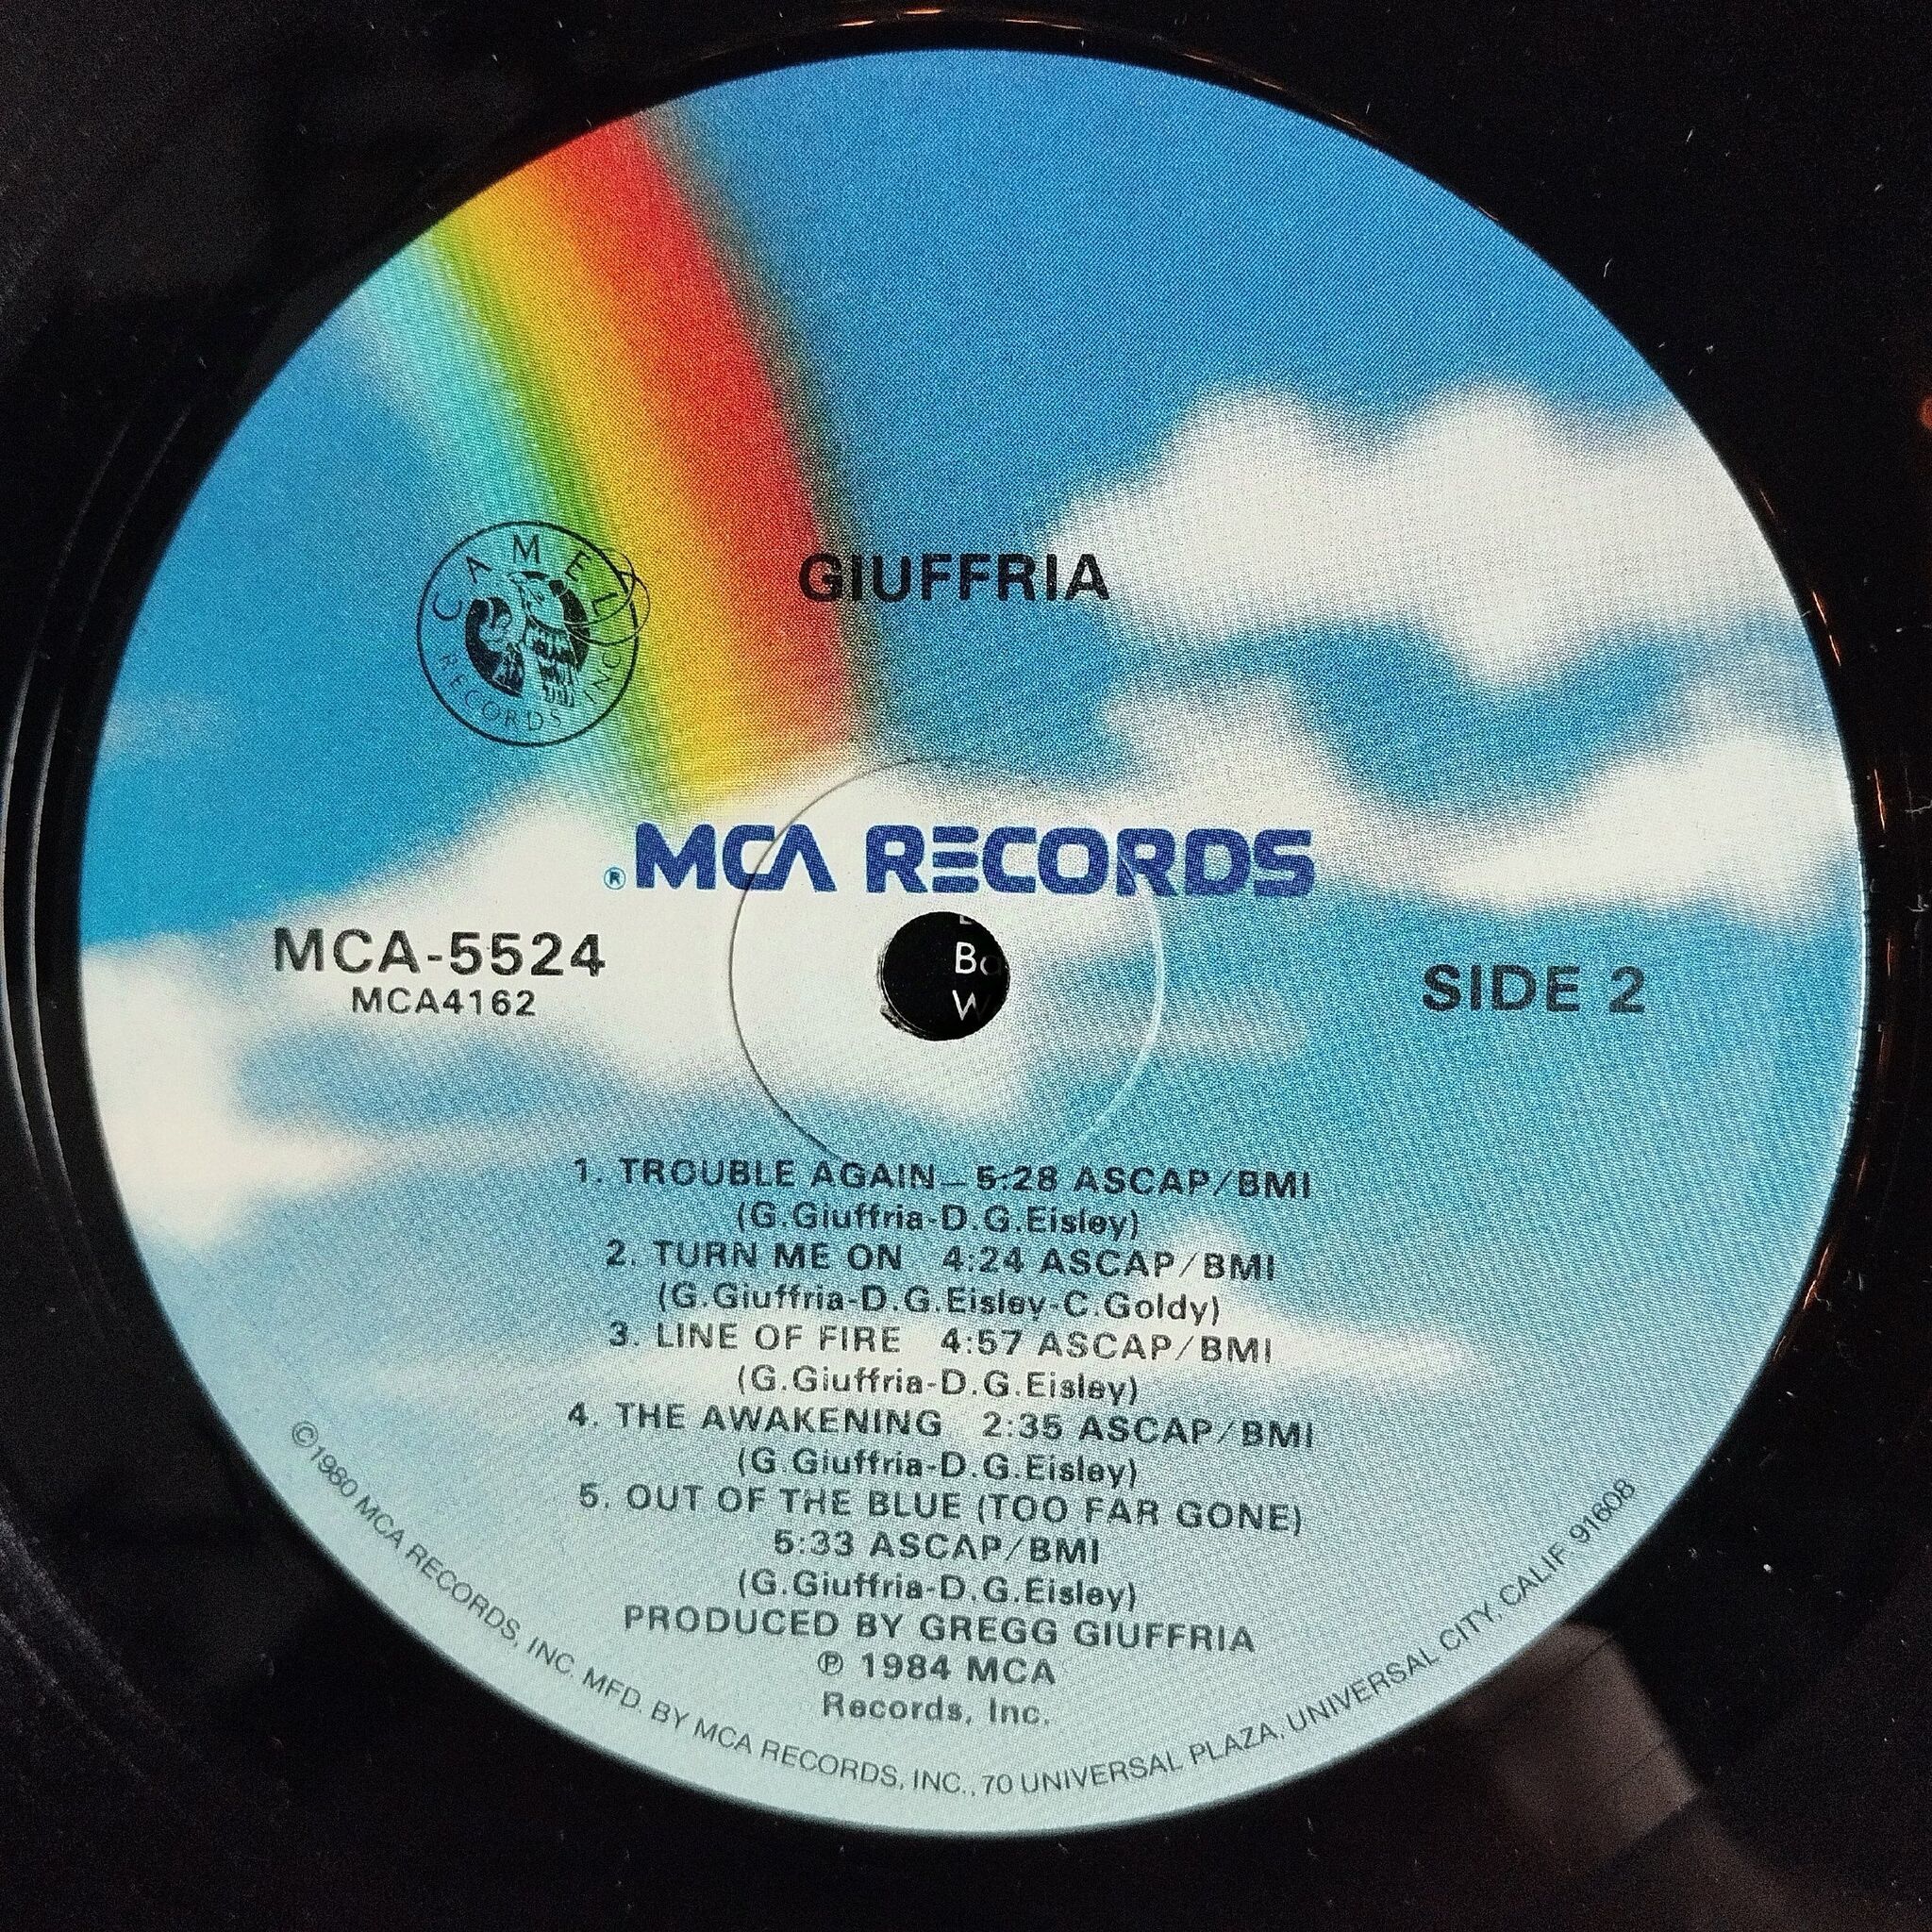 GIUFFRIA
CAMEL
RECORDS INC
® MCA RECORDS
MCA-5524
MCA4162
SIDE 2
1. TROUBLE AGAIN – 5:28 ASCAP/BMI
(G.Giuffria-D.G.Eisley)
2. TURN ME ON 4:24 ASCAP/BMI
(G.Giuffria-D.G.Eisley-C.Goldy)
3. LINE OF FIRE 4:57 ASCAP/BMI
(G.Giuffria-D.G.Eisley)
4. THE AWAKENING 2:35 ASCAP/BMI
(G.Giuffria-D.G.Eisley)
5. OUT OF THE BLUE (TOO FAR GONE)
5:33 ASCAP/BMI
(G.Giuffria-D.G.Eisley)
PRODUCED BY GREGG GIUFFRIA
℗ 1984 MCA
Records, Inc.
©1980 MCA RECORDS, INC. MFD. BY MCA RECORDS, INC., 70 UNIVERSAL PLAZA, UNIVERSAL CITY, CALIF 91608